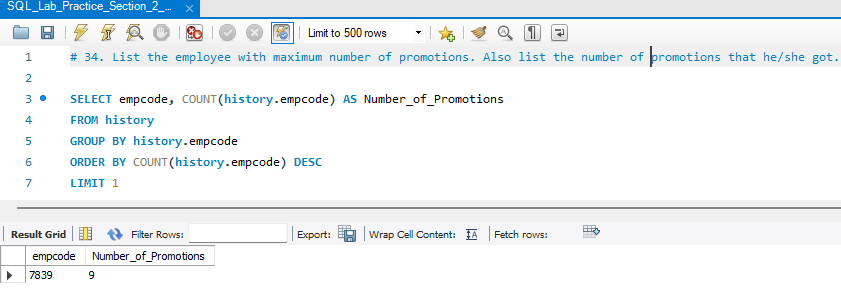 SQL_Lab_Practice_Section_2_...
Limit to 500 rows
1 # 34. List the employee with maximum number of promotions. Also list the number of promotions that he/she got.
2
3 SELECT empcode, COUNT(history.empcode) AS Number_of_Promotions
4 FROM history
5 GROUP BY history.empcode
6 ORDER BY COUNT(history.empcode) DESC
7 LIMIT 1
Result Grid Filter Rows: Export: Wrap Cell Content: IA Fetch rows:
empcode Number_of_Promotions
7839 9